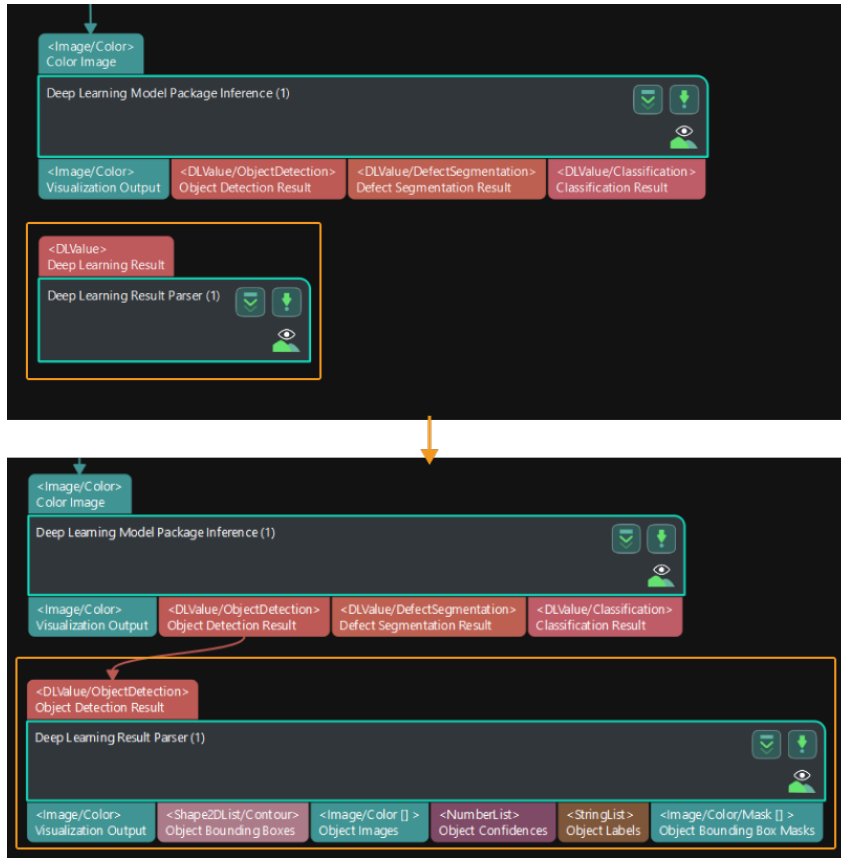 <Image/Color>
Color Image
Deep Learning Model Package Inference (1)
<Image/Color>
Visualization Output
<DLValue/ObjectDetection>
Object Detection Result
<DLValue/DefectSegmentation>
Defect Segmentation Result
<DLValue/Classification>
Classification Result
<DLValue>
Deep Learning Result
Deep Learning Result Parser (1)
<Image/Color>
Color Image
Deep Learning Model Package Inference (1)
<Image/Color>
Visualization Output
<DLValue/ObjectDetection>
Object Detection Result
<DLValue/DefectSegmentation>
Defect Segmentation Result
<DLValue/Classification>
Classification Result
<DLValue/ObjectDetection>
Object Detection Result
Deep Learning Result Parser (1)
<Image/Color>
Visualization Output
<Shape2DList/Contour>
Object Bounding Boxes
<Image/Color [] >
Object Images
<NumberList>
Object Confidences
<StringList>
Object Labels
<Image/Color/Mask [] >
Object Bounding Box Masks